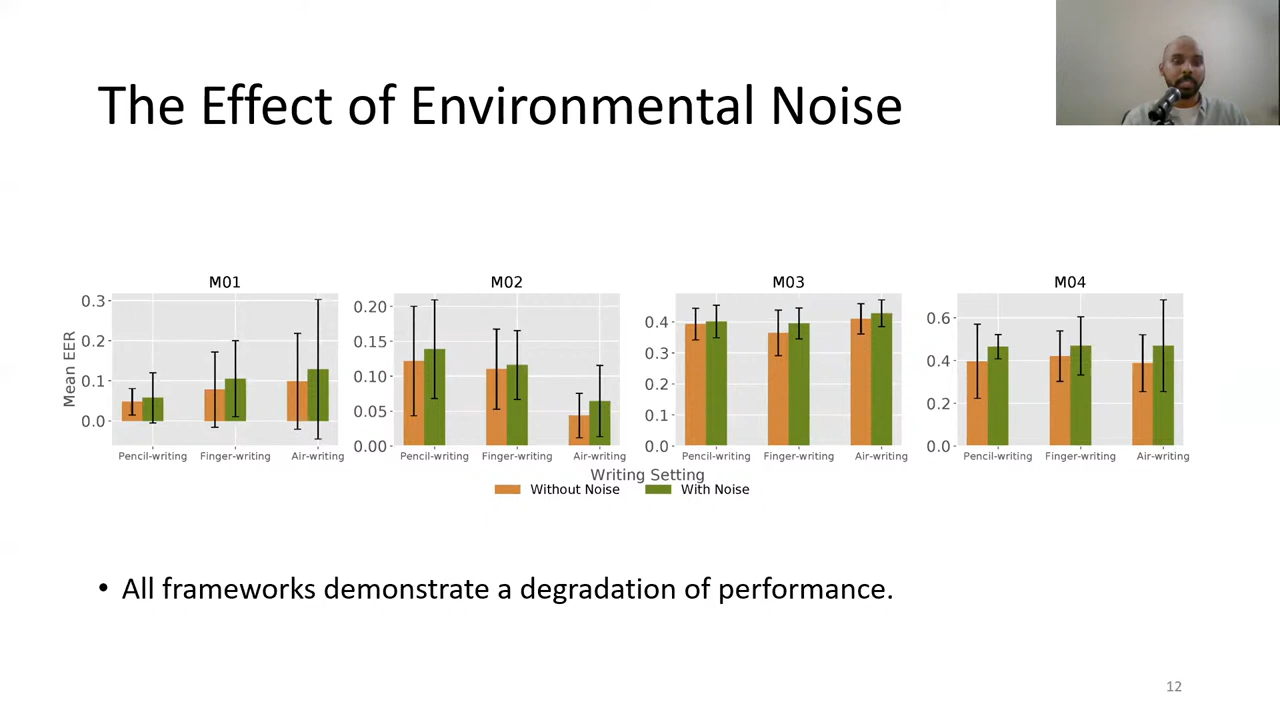 The Effect of Environmental Noise
M01 M02 M03 M04
Mean EER
0.3 0.2 0.1 0.0
0.20 0.15 0.10 0.05 0.00
0.4 0.3 0.2 0.1 0.0
0.6 0.4 0.2 0.0
Pencil-writing Finger-writing Air-writing Pencil-writing Finger-writing Air-writing Pencil-writing Finger-writing Air-writing Pencil-writing Finger-writing Air-writing
Writing Setting
Without Noise With Noise
• All frameworks demonstrate a degradation of performance.
12